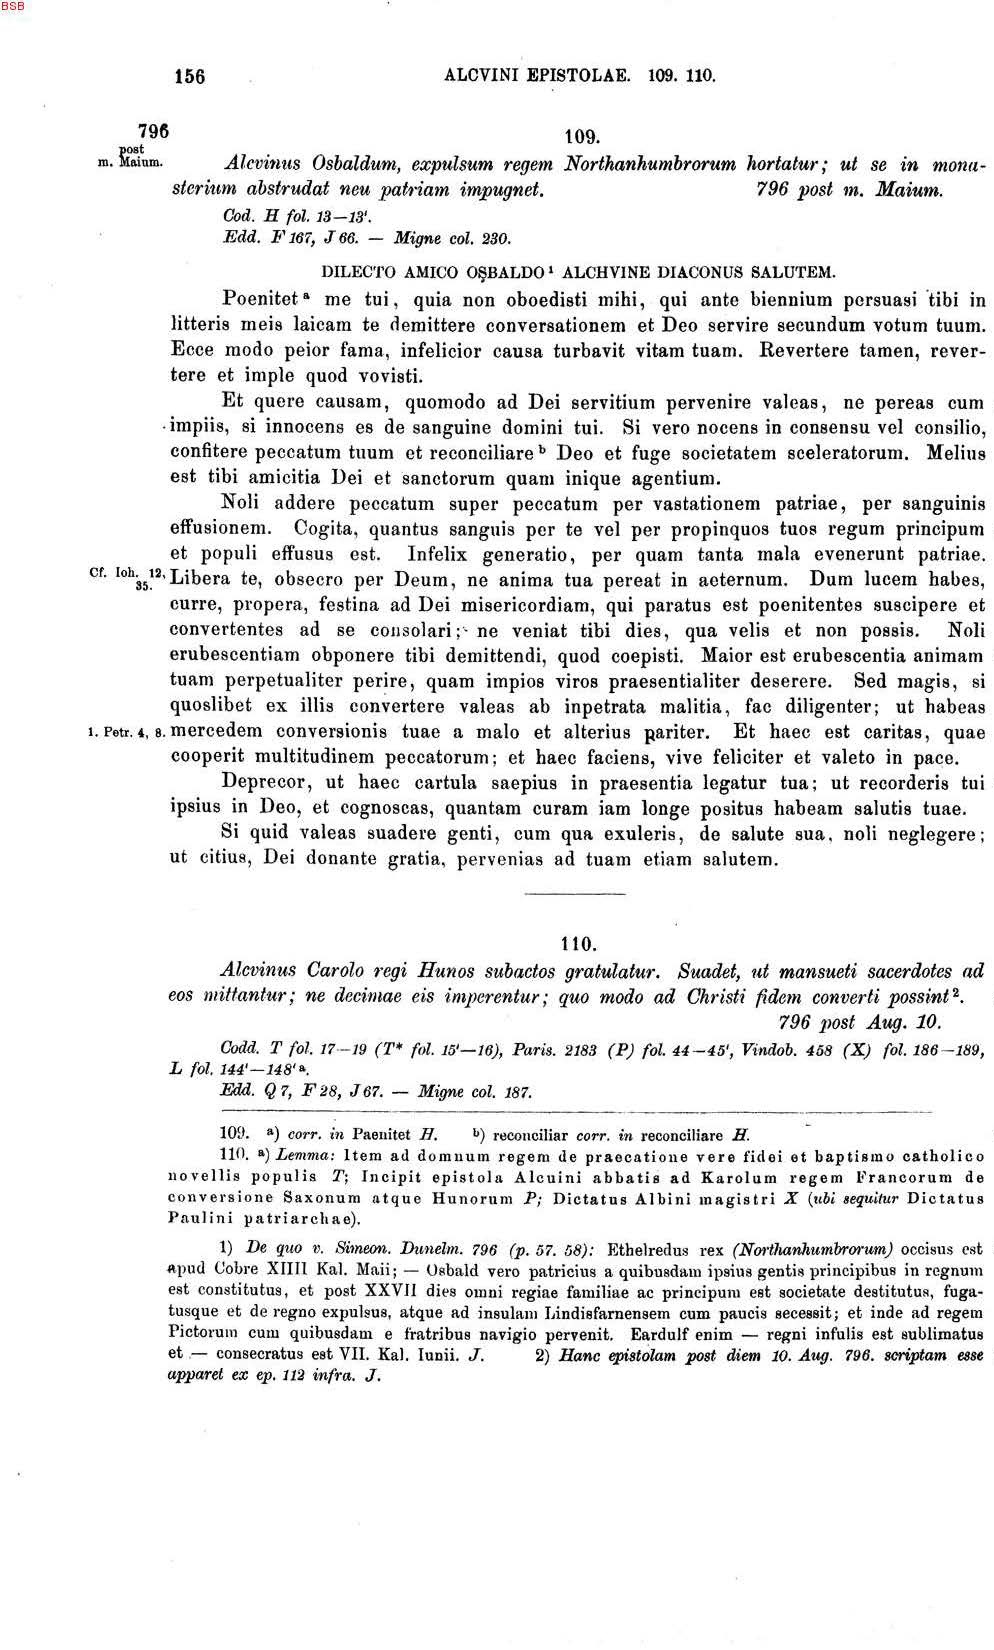 BSB
156 ALCVINI EPISTOLAE. 109. 110.
796
post
m. Maium.
109.
Alcvinus Osbaldum, expulsum regem Northanhumbrorum hortatur; ut se in mona-
sterium abstrudat neu patriam impugnet. 796 post m. Maium.
Cod. H fol. 13—13'.
Edd. F 167, J 66. — Migne col. 230.
DILECTO AMICO OSBALDO¹ ALCHVINE DIACONUS SALUTEM.
Poenitetᵃ me tui, quia non oboedisti mihi, qui ante biennium persuasi tibi in
litteris meis laicam te demittere conversationem et Deo servire secundum votum tuum.
Ecce modo peior fama, infelicior causa turbavit vitam tuam. Revertere tamen, rever-
tere et imple quod vovisti.
Et quere causam, quomodo ad Dei servitium pervenire valeas, ne pereas cum
impiis, si innocens es de sanguine domini tui. Si vero nocens in consensu vel consilio,
confitere peccatum tuum et reconciliareᵇ Deo et fuge societatem sceleratorum. Melius
est tibi amicitia Dei et sanctorum quam inique agentium.
Noli addere peccatum super peccatum per vastationem patriae, per sanguinis
effusionem. Cogita, quantus sanguis per te vel per propinquos tuos regum principum
et populi effusus est. Infelix generatio, per quam tanta mala evenerunt patriae.
Cf. Ioh. 12, 35. Libera te, obsecro per Deum, ne anima tua pereat in aeternum. Dum lucem habes,
curre, propera, festina ad Dei misericordiam, qui paratus est poenitentes suscipere et
convertentes ad se consolari; ne veniat tibi dies, qua velis et non possis. Noli
erubescentiam obponere tibi demittendi, quod coepisti. Maior est erubescentia animam
tuam perpetualiter perire, quam impios viros praesentialiter deserere. Sed magis, si
quoslibet ex illis convertere valeas ab inpetrata malitia, fac diligenter; ut habeas
1. Petr. 4, 8. mercedem conversionis tuae a malo et alterius pariter. Et haec est caritas, quae
cooperit multitudinem peccatorum; et haec faciens, vive feliciter et valeto in pace.
Deprecor, ut haec cartula saepius in praesentia legatur tua; ut recorderis tui
ipsius in Deo, et cognoscas, quantam curam iam longe positus habeam salutis tuae.
Si quid valeas suadere genti, cum qua exuleris, de salute sua, noli neglegere;
ut citius, Dei donante gratia, pervenias ad tuam etiam salutem.
110.
Alcvinus Carolo regi Hunos subactos gratulatur. Suadet, ut mansueti sacerdotes ad
eos mittantur; ne decimae eis imperentur; quo modo ad Christi fidem converti possint².
796 post Aug. 10.
Codd. T fol. 17—19 (T* fol. 15'—16), Paris. 2183 (P) fol. 44—45', Vindob. 458 (X) fol. 186—189,
L fol. 144'—148'ᵃ.
Edd. Q 7, F 28, J 67. — Migne col. 187.
109. ᵃ) corr. in Paenitet H. ᵇ) reconciliar corr. in reconciliare H.
110. ᵃ) Lemma: Item ad domnum regem de praecatione vere fidei et baptismo catholico
novellis populis T; Incipit epistola Alcuini abbatis ad Karolum regem Francorum de
conversione Saxonum atque Hunorum P; Dictatus Albini magistri X (ubi sequitur Dictatus
Paulini patriarchae).
1) De quo v. Simeon. Dunelm. 796 (p. 57. 58): Ethelredus rex (Northanhumbrorum) occisus est
apud Cobre XIIII Kal. Maii; — Osbald vero patricius a quibusdam ipsius gentis principibus in regnum
est constitutus, et post XXVII dies omni regiae familiae ac principum est societate destitutus, fuga-
tusque et de regno expulsus, atque ad insulam Lindisfarnensem cum paucis secessit; et inde ad regem
Pictorum cum quibusdam e fratribus navigio pervenit. Eardulf enim — regni infulis est sublimatus
et — consecratus est VII. Kal. Iunii. J. 2) Hanc epistolam post diem 10. Aug. 796. scriptam esse
apparet ex ep. 112 infra. J.